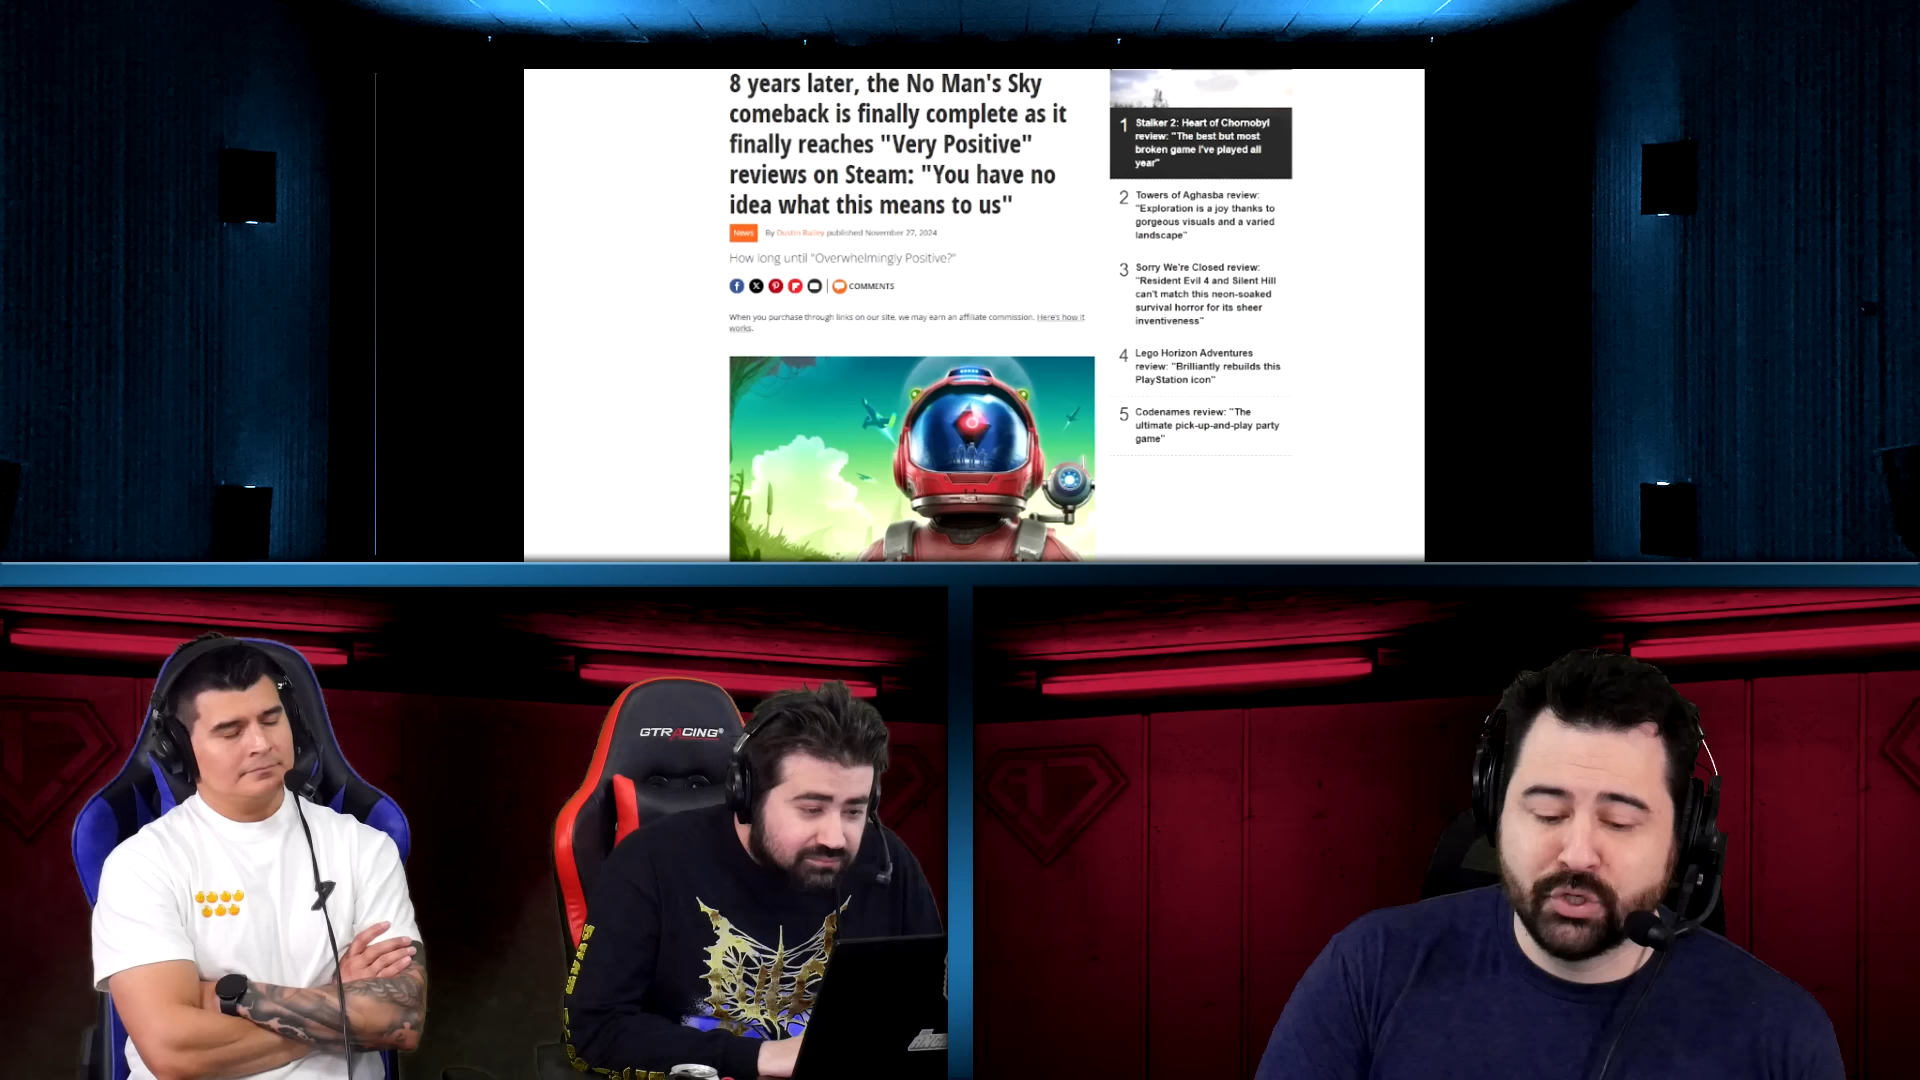 8 years later, the No Man's Sky
comeback is finally complete as it
finally reaches "Very Positive"
reviews on Steam: "You have no
idea what this means to us"
News By Dustin Bailey published November 27, 2024
How long until "Overwhelmingly Positive?"
COMMENTS
When you purchase through links on our site, we may earn an affiliate commission. Here's how it
works.
1 Stalker 2: Heart of Chornobyl
review: "The best but most
broken game I've played all
year"
2 Towers of Aghasba review:
"Exploration is a joy thanks to
gorgeous visuals and a varied
landscape"
3 Sorry We're Closed review:
"Resident Evil 4 and Silent Hill
can't match this neon-soaked
survival horror for its sheer
inventiveness"
4 Lego Horizon Adventures
review: "Brilliantly rebuilds this
PlayStation icon"
5 Codenames review: "The
ultimate pick-up-and-play party
game"
GTRACING®